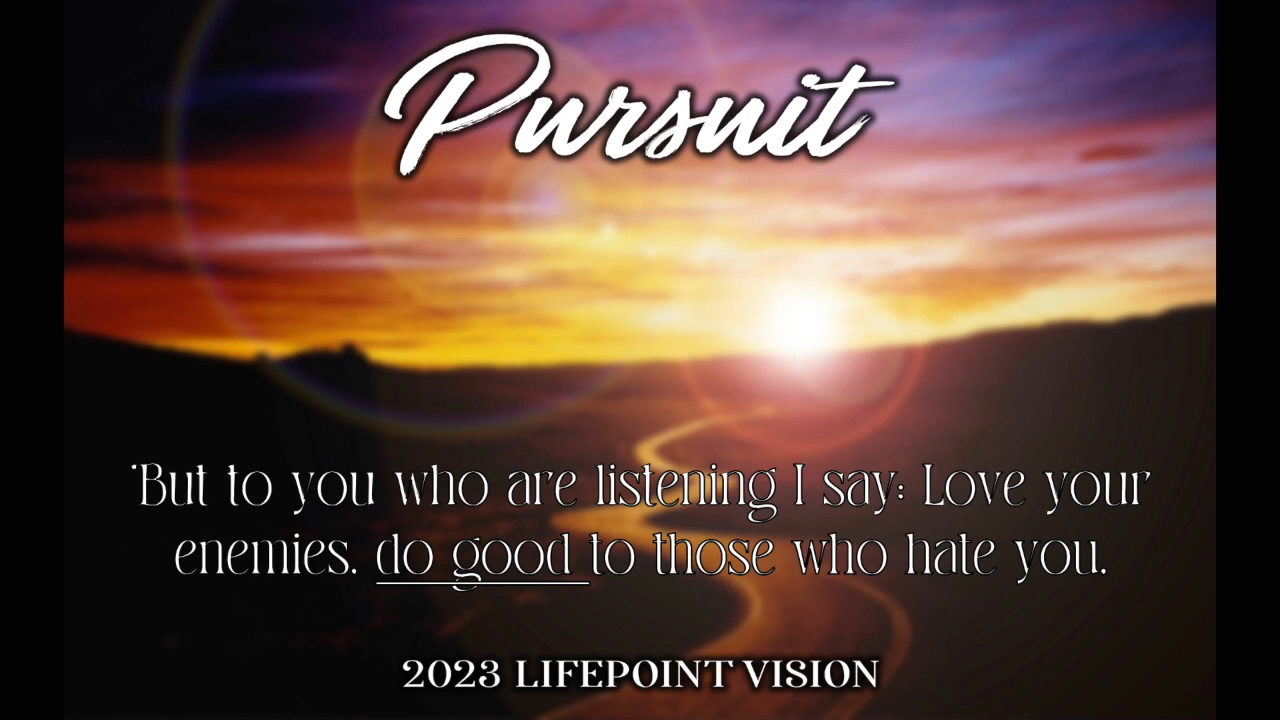 Pursuit
"But to you who are listening I say: Love your
enemies, do good to those who hate you,
2023 LIFEPOINT VISION